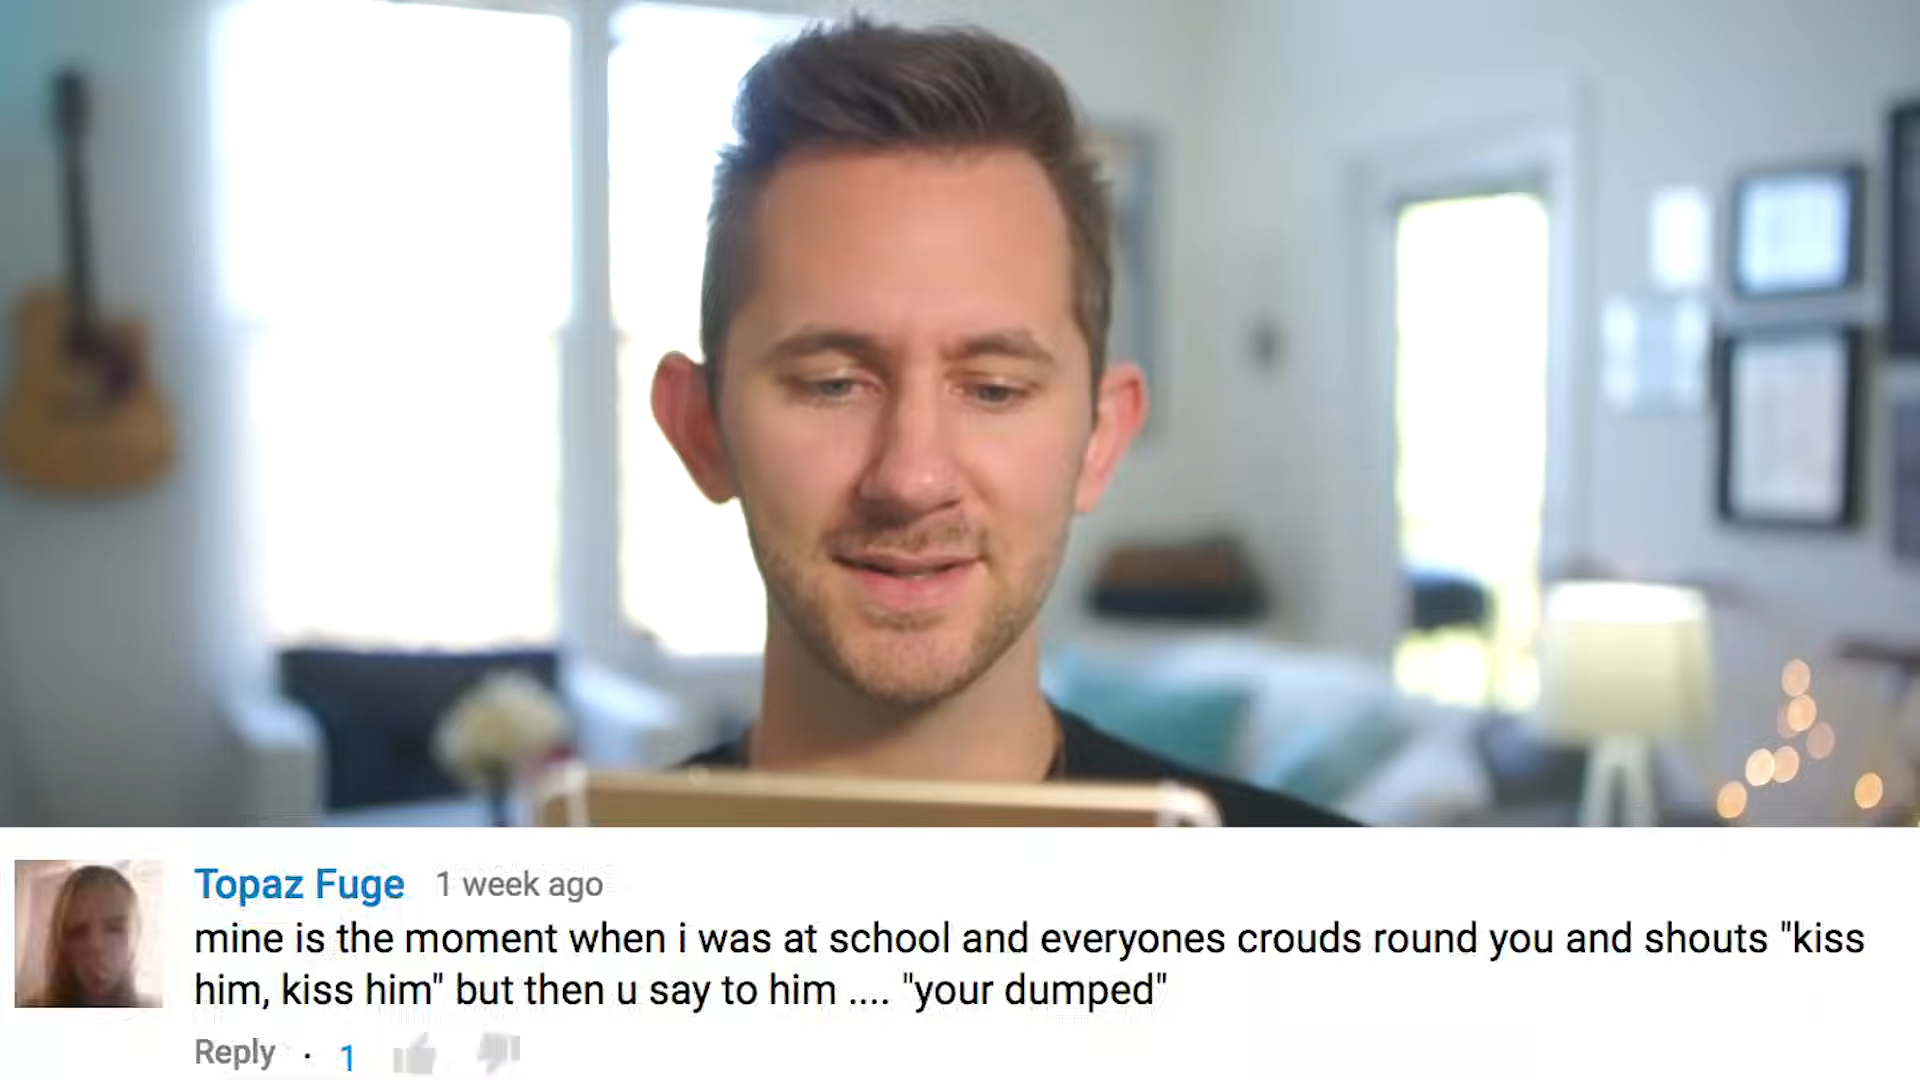 Topaz Fuge 1 week ago
mine is the moment when i was at school and everyones crouds round you and shouts "kiss
him, kiss him" but then u say to him .... "your dumped"
Reply · 1